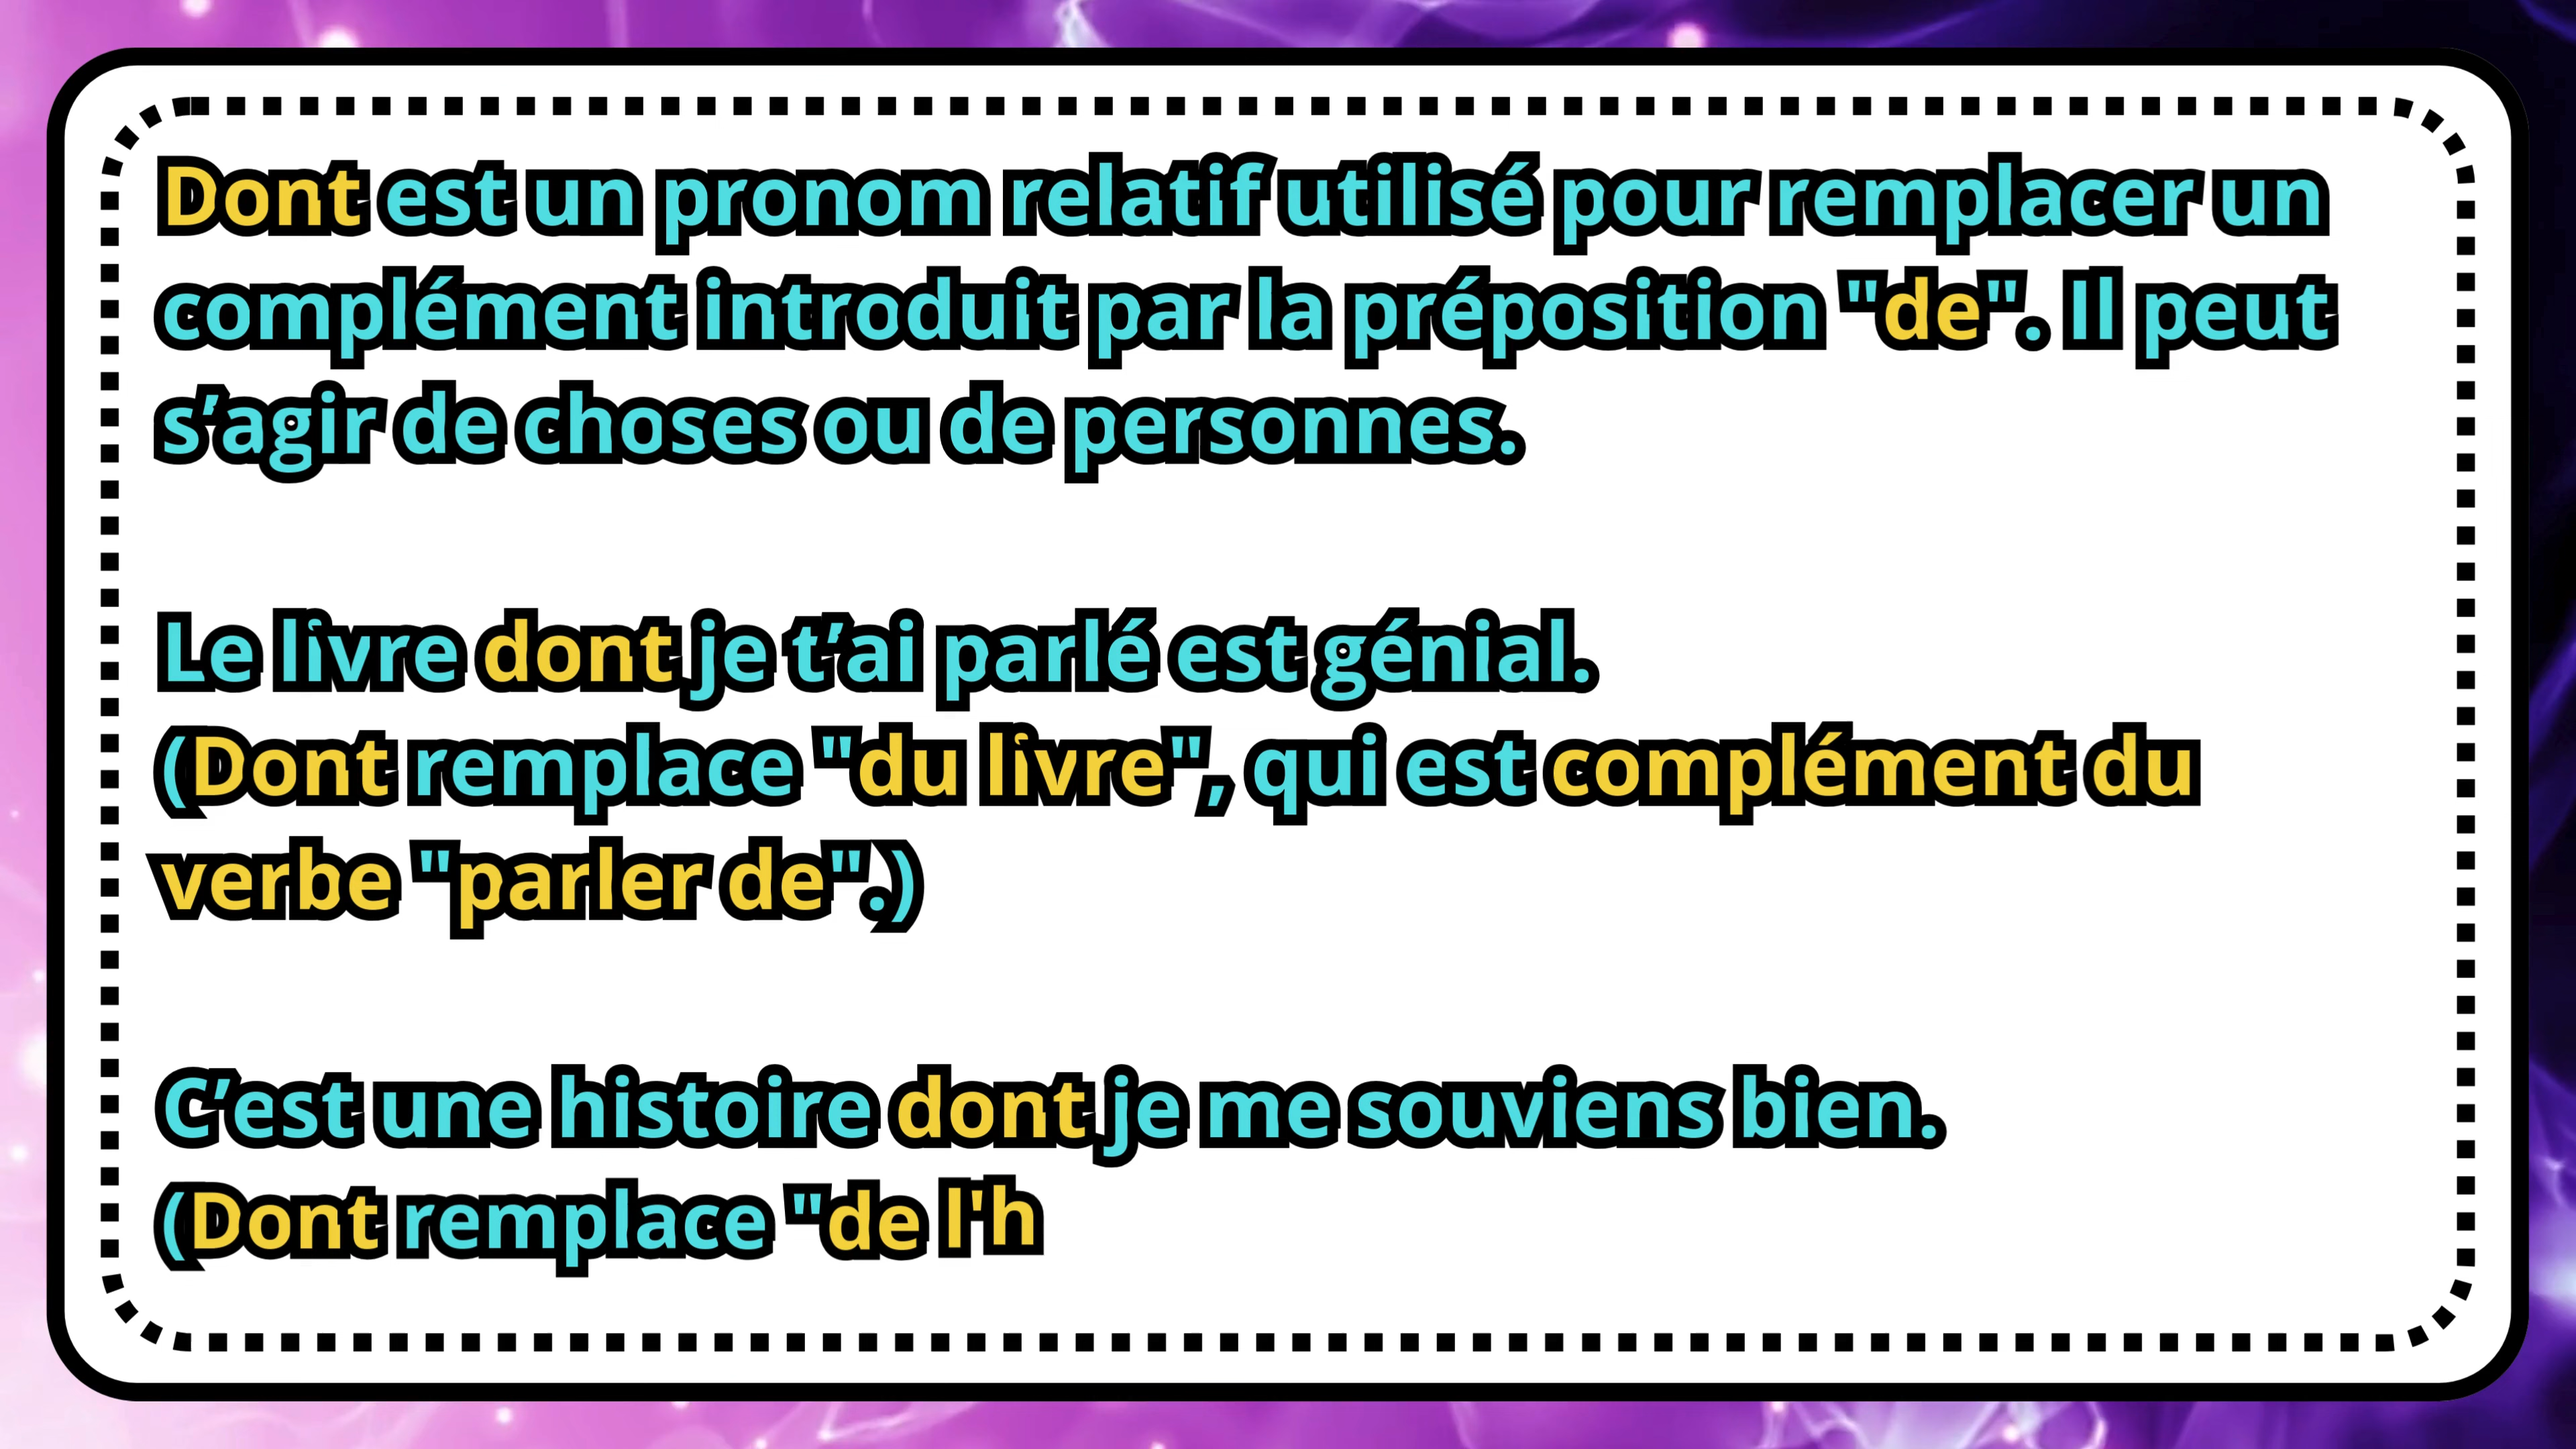 Dont est un pronom relatif utilisé pour remplacer un
complément introduit par la préposition "de". Il peut
s’agir de choses ou de personnes.
Le livre dont je t’ai parlé est génial.
(Dont remplace "du livre", qui est complément du
verbe "parler de".)
C’est une histoire dont je me souviens bien.
(Dont remplace "de l'h